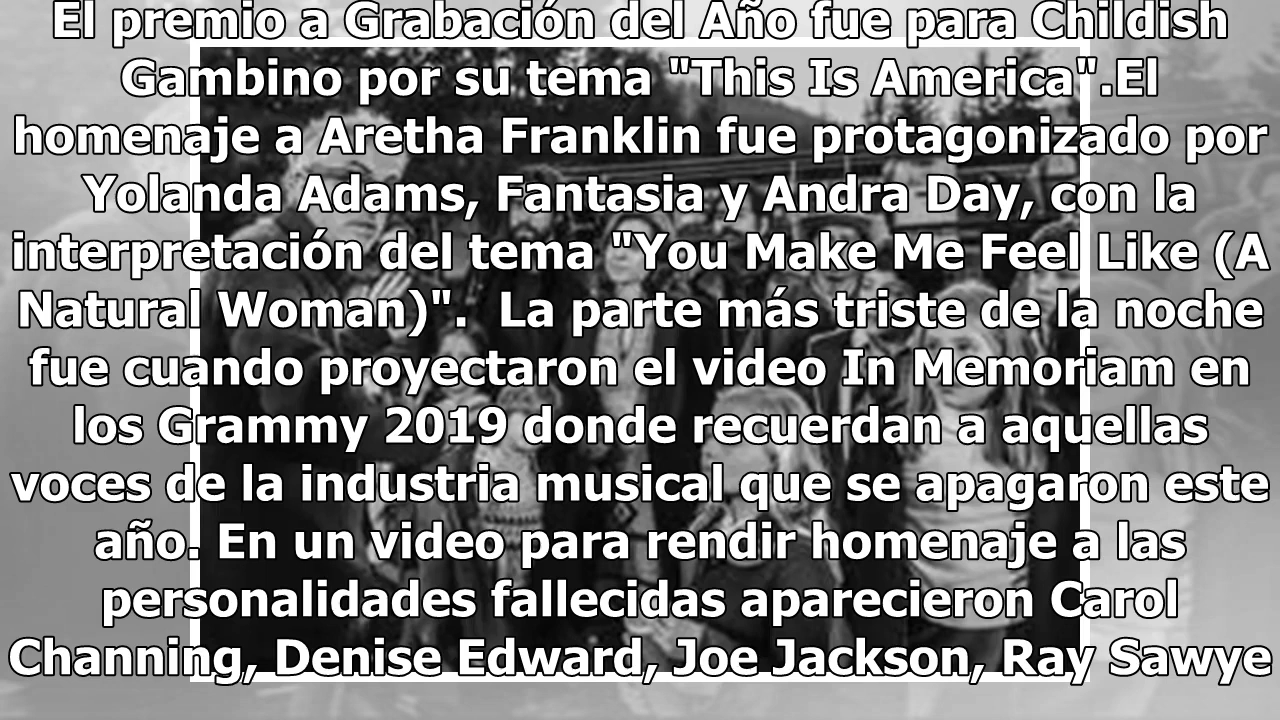 El premio a Grabación del Año fue para Childish
Gambino por su tema "This Is America".El
homenaje a Aretha Franklin fue protagonizado por
Yolanda Adams, Fantasia y Andra Day, con la
interpretación del tema "You Make Me Feel Like (A
Natural Woman)".  La parte más triste de la noche
fue cuando proyectaron el video In Memoriam en
los Grammy 2019 donde recuerdan a aquellas
voces de la industria musical que se apagaron este
año. En un video para rendir homenaje a las
personalidades fallecidas aparecieron Carol
Channing, Denise Edward, Joe Jackson, Ray Sawye